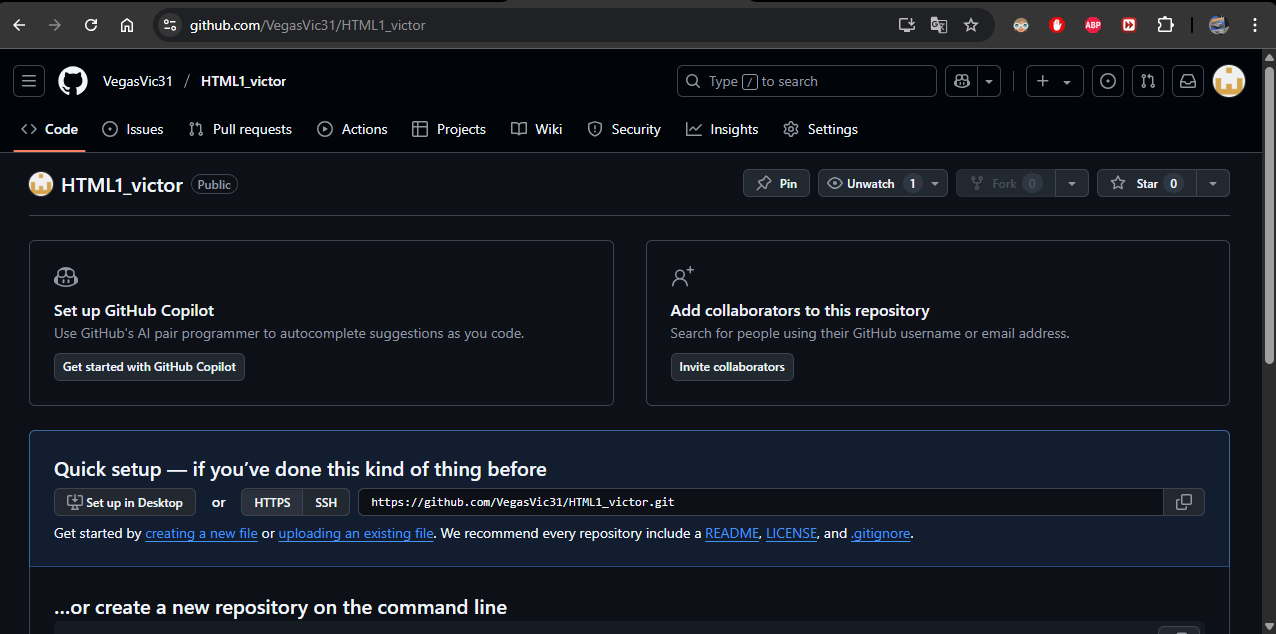 github.com/VegasVic31/HTML1_victor
ABP
VegasVic31 / HTML1_victor
Type / to search
Code Issues Pull requests Actions Projects Wiki Security Insights Settings
HTML1_victor Public
Pin Unwatch 1 Fork 0 Star 0
Set up GitHub Copilot
Use GitHub's AI pair programmer to autocomplete suggestions as you code.
Get started with GitHub Copilot
Add collaborators to this repository
Search for people using their GitHub username or email address.
Invite collaborators
Quick setup — if you’ve done this kind of thing before
Set up in Desktop or HTTPS SSH https://github.com/VegasVic31/HTML1_victor.git
Get started by creating a new file or uploading an existing file. We recommend every repository include a README, LICENSE, and .gitignore.
…or create a new repository on the command line